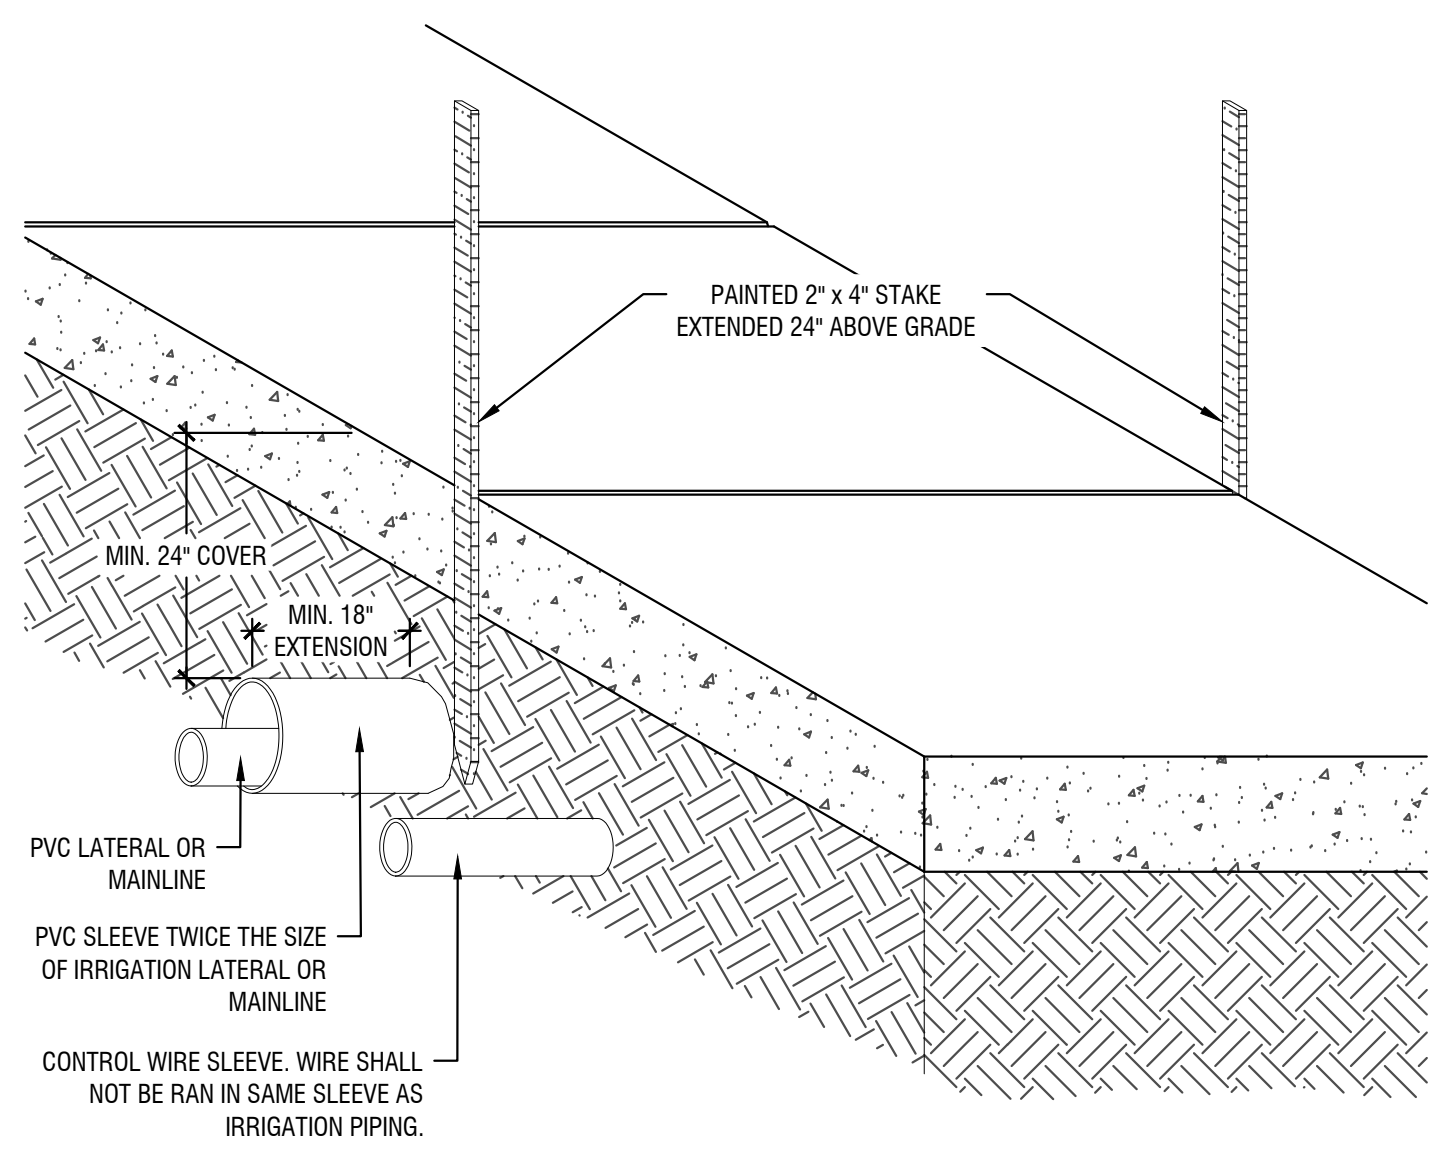 PAINTED 2" x 4" STAKE
EXTENDED 24" ABOVE GRADE
MIN. 24" COVER
MIN. 18"
EXTENSION
PVC LATERAL OR
MAINLINE
PVC SLEEVE TWICE THE SIZE
OF IRRIGATION LATERAL OR
MAINLINE
CONTROL WIRE SLEEVE. WIRE SHALL
NOT BE RAN IN SAME SLEEVE AS
IRRIGATION PIPING.